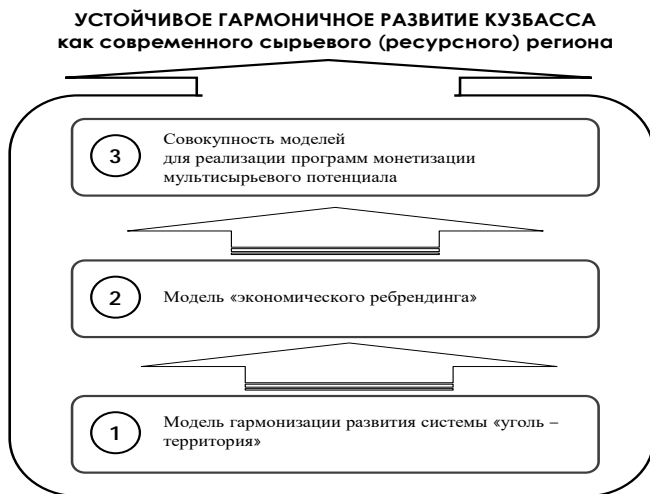 УСТОЙЧИВОЕ ГАРМОНИЧНОЕ РАЗВИТИЕ КУЗБАССА
как современного сырьевого (ресурсного) региона
3
Совокупность моделей
для реализации программ монетизации
мультисырьевого потенциала
2
Модель «экономического ребрендинга»
1
Модель гармонизации развития системы «уголь –
территория»